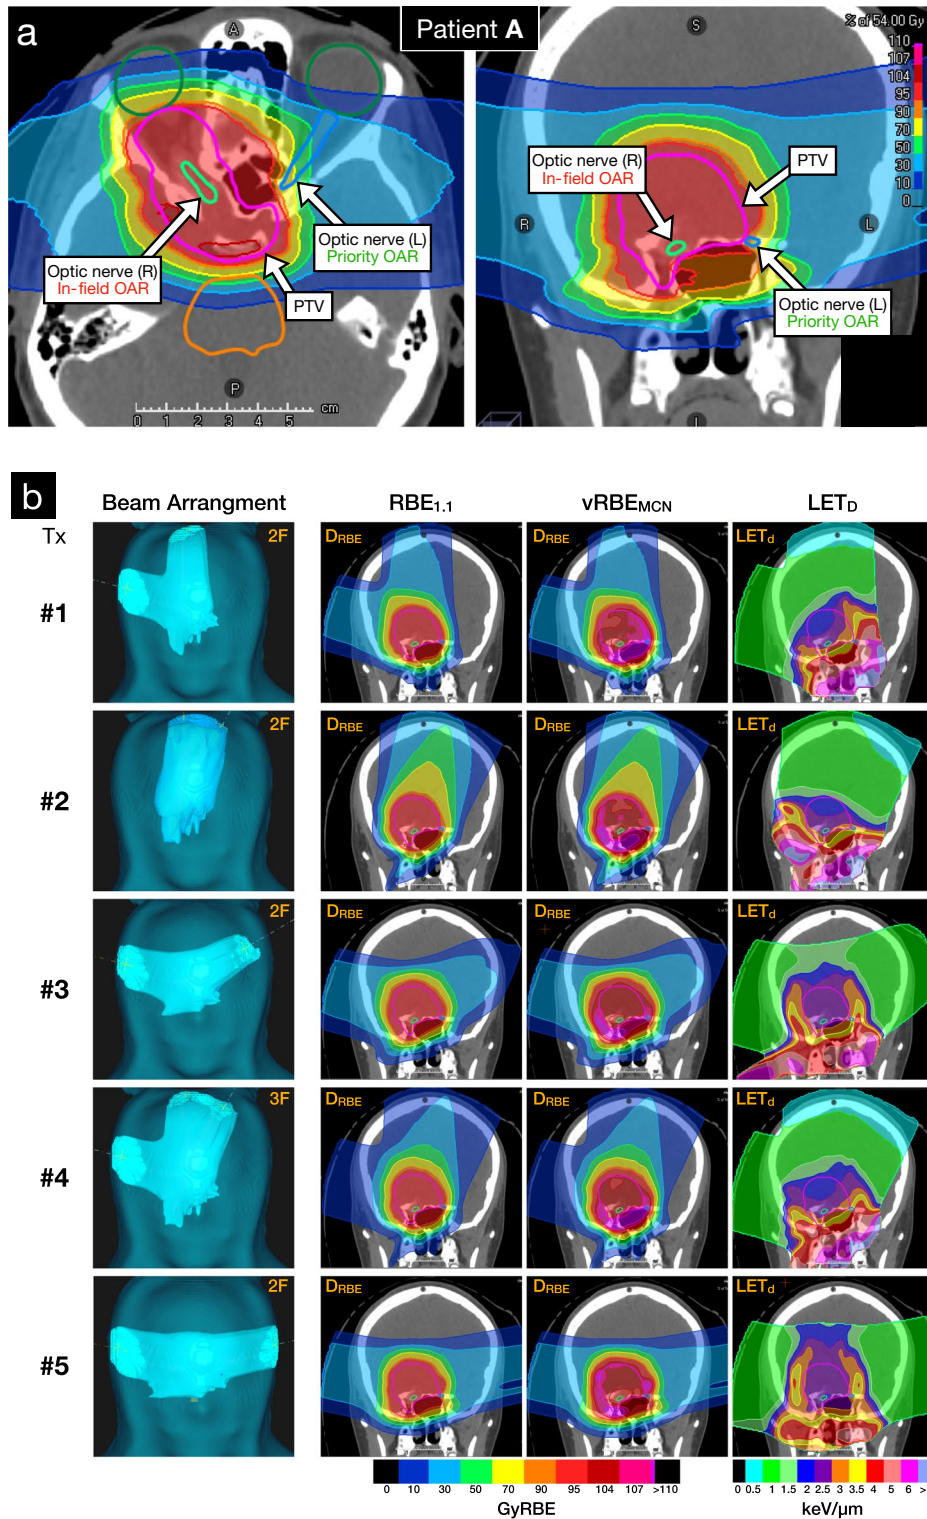 a
Patient A
A
S
% of 54.00 Gy
110
107
104
95
90
70
50
30
10
0
Optic nerve (R)
In-field OAR
PTV
R
L
Optic nerve (L)
Priority OAR
Optic nerve (R)
In-field OAR
PTV
Optic nerve (L)
Priority OAR
P
cm
0 1 2 3 4 5
b
Beam Arrangment RBE1.1 vRBEMCN LETD
Tx
2F DRBE DRBE LETd
#1
2F DRBE DRBE LETd
#2
2F DRBE DRBE LETd
#3
3F DRBE DRBE LETd
#4
2F DRBE DRBE LETd
#5
0 10 30 50 70 90 95 104 107 >110
0 0.5 1 1.5 2 2.5 3 3.5 4 5 6 >
GyRBE keV/µm